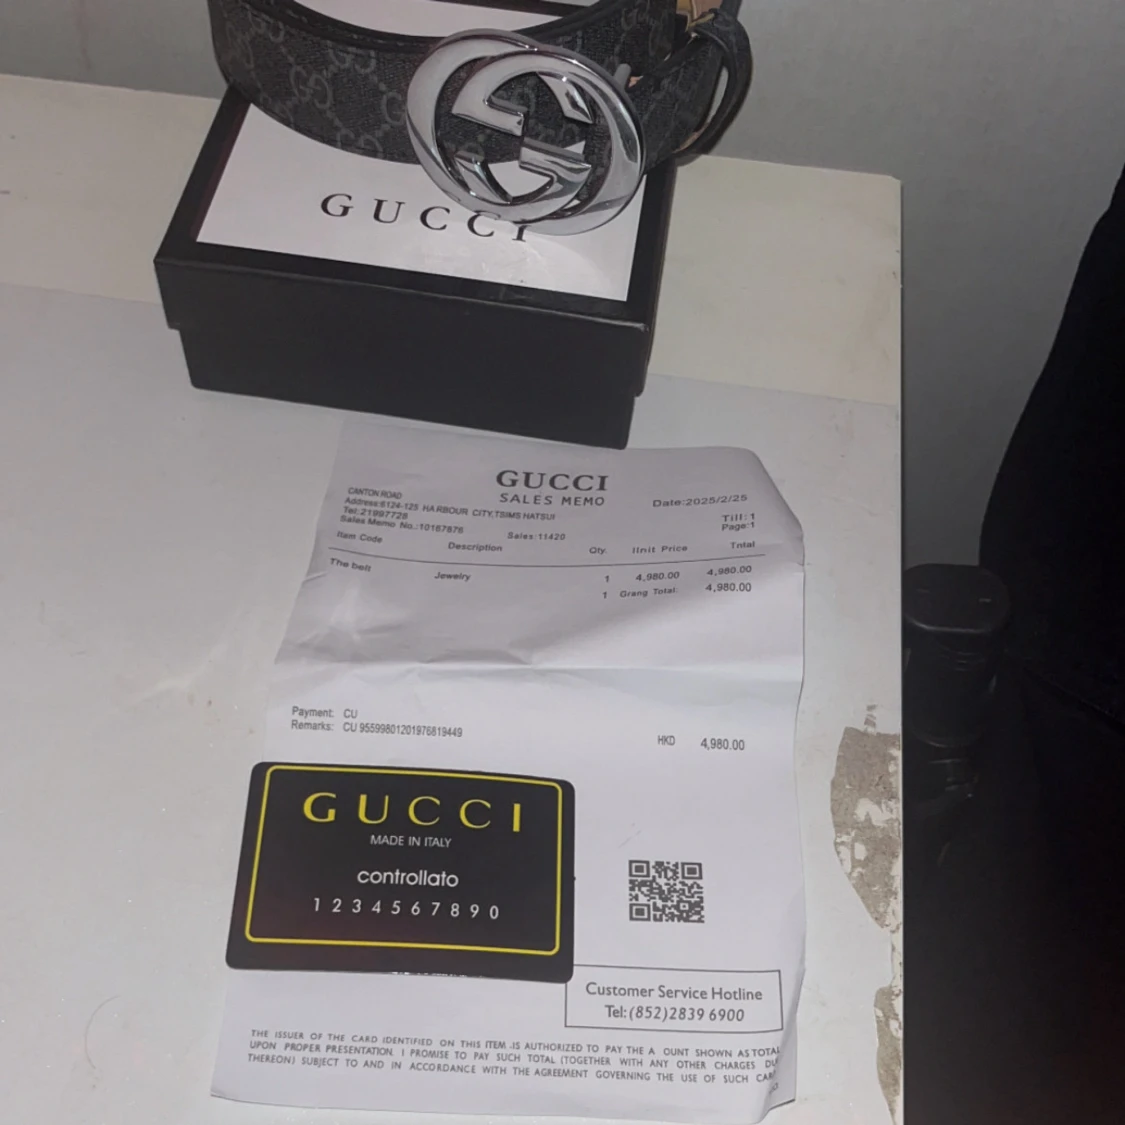 GUCCI
GUCCI
SALES MEMO
Date:2025/2/25
CANTON ROAD
Address:6124-125 HARBOUR CITY,TSIMS HATSUI
Tel:21997728
Sales Memo No.:10167876
Sales:11420
Till:1
Page:1
Item Code Description Qty. IInit Price Tntal
The belt Jewelry 1 4,980.00 4,980.00
1 Grang Total: 4,980.00
Payment: CU
Remarks: CU 95599801201976819449
HKD 4,980.00
GUCCI
MADE IN ITALY
controllato
1 2 3 4 5 6 7 8 9 0
Customer Service Hotline
Tel:(852)2839 6900
THE ISSUER OF THE CARD IDENTIFIED ON THIS ITEM .IS AUTHORIZED TO PAY THE A OUNT SHOWN AS TOTAL
UPON PROPER PRESENTATION. I PROMISE TO PAY SUCH TOTAL (TOGETHER WITH ANY OTHER CHARGES DU
THEREON) SUBJECT TO AND IN ACCORDANCE WITH THE AGREEMENT GOVERNING THE USE OF SUCH CAR